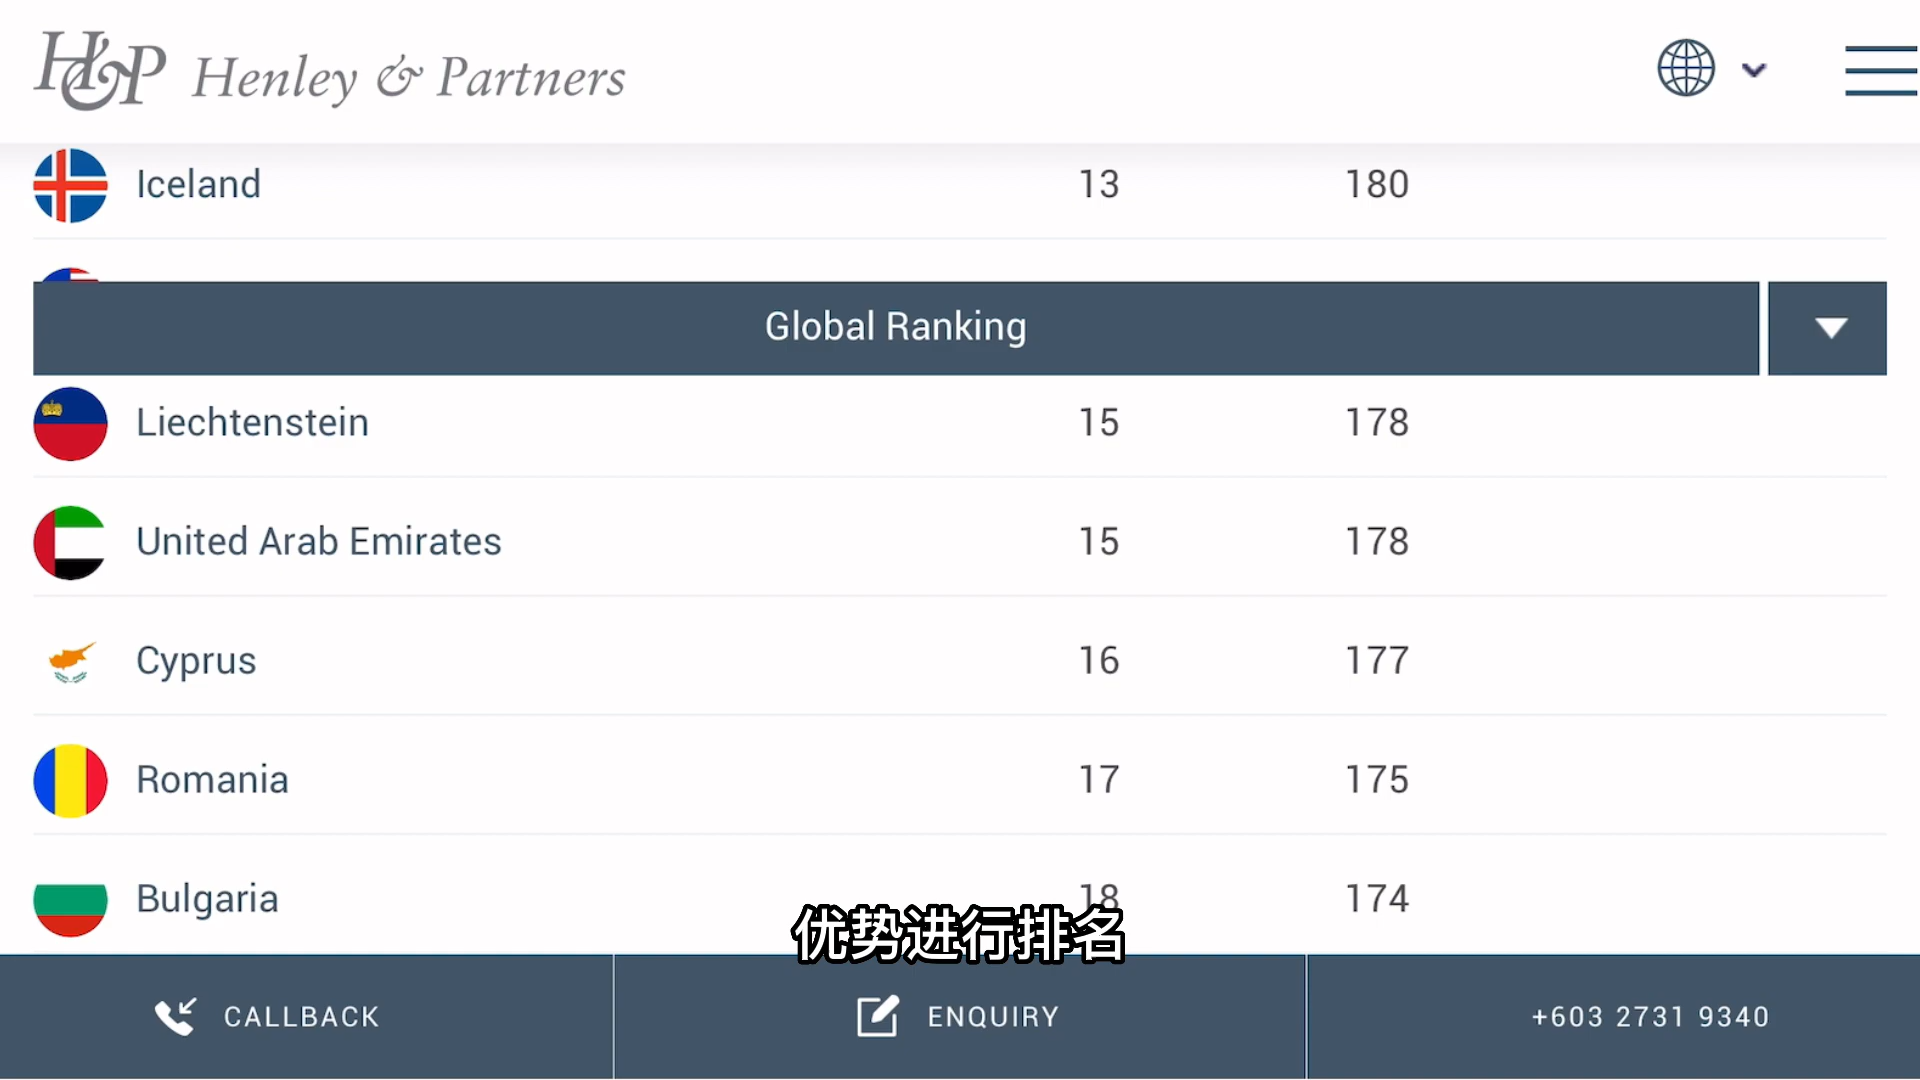 H&P Henley & Partners
Iceland 13 180
Global Ranking
Liechtenstein 15 178
United Arab Emirates 15 178
Cyprus 16 177
Romania 17 175
Bulgaria 18 174
优势进行排名
CALLBACK ENQUIRY +603 2731 9340